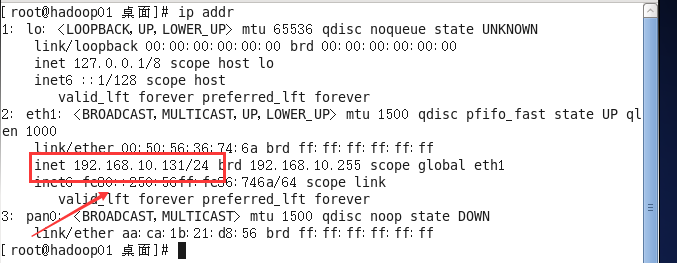 [root@hadoop01 桌面]# ip addr
1: lo: <LOOPBACK,UP,LOWER_UP> mtu 65536 qdisc noqueue state UNKNOWN
link/loopback 00:00:00:00:00:00 brd 00:00:00:00:00:00
inet 127.0.0.1/8 scope host lo
inet6 ::1/128 scope host
valid_lft forever preferred_lft forever
2: eth1: <BROADCAST,MULTICAST,UP,LOWER_UP> mtu 1500 qdisc pfifo_fast state UP ql
en 1000
link/ether 00:50:56:36:74:6a brd ff:ff:ff:ff:ff:ff
inet 192.168.10.131/24 brd 192.168.10.255 scope global eth1
inet6 fe80::250:56ff:fe36:746a/64 scope link
valid_lft forever preferred_lft forever
3: pan0: <BROADCAST,MULTICAST> mtu 1500 qdisc noop state DOWN
link/ether aa:ca:1b:21:d8:56 brd ff:ff:ff:ff:ff:ff
[root@hadoop01 桌面]#